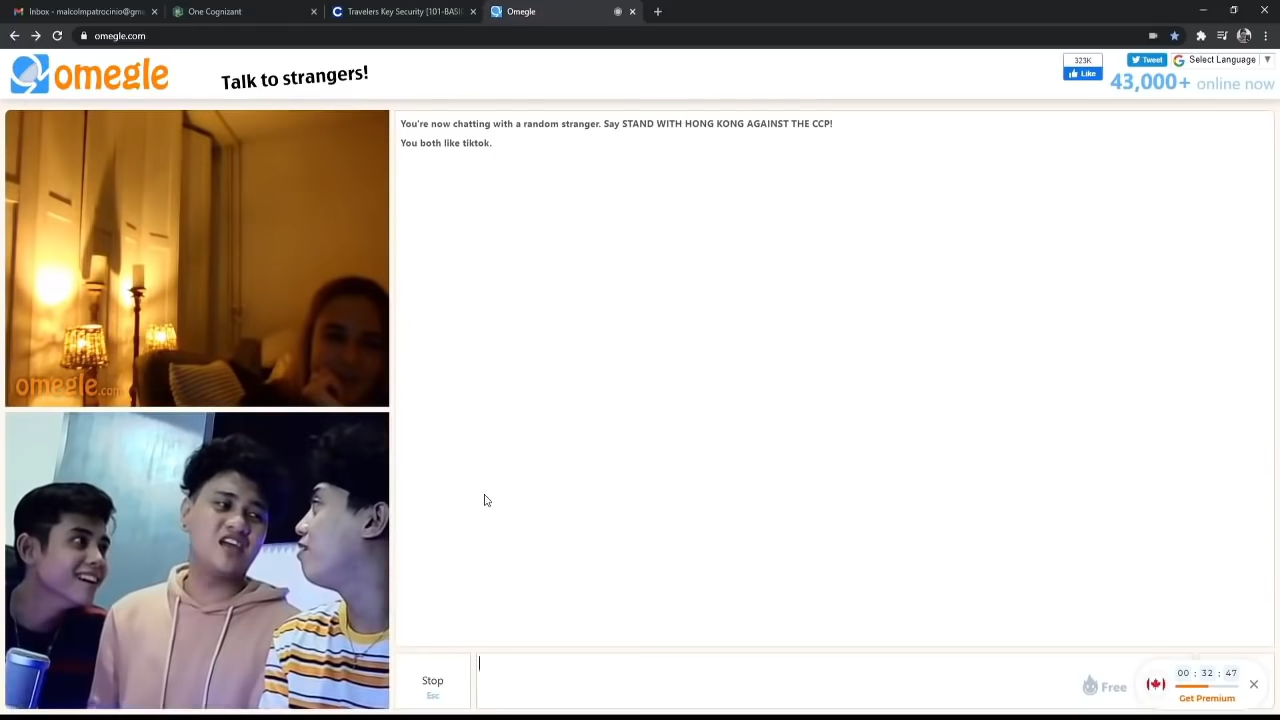 Inbox - malcolmpatrocinio@gma
One Cognizant
Travelers Key Security [101-BASI
Omegle
omegle.com
omegle
Talk to strangers!
323K
Like
Tweet
Select Language
43,000+ online now
You're now chatting with a random stranger. Say STAND WITH HONG KONG AGAINST THE CCP!
You both like tiktok.
omegle.com
Stop
Esc
Free
00 : 32 : 47
Get Premium